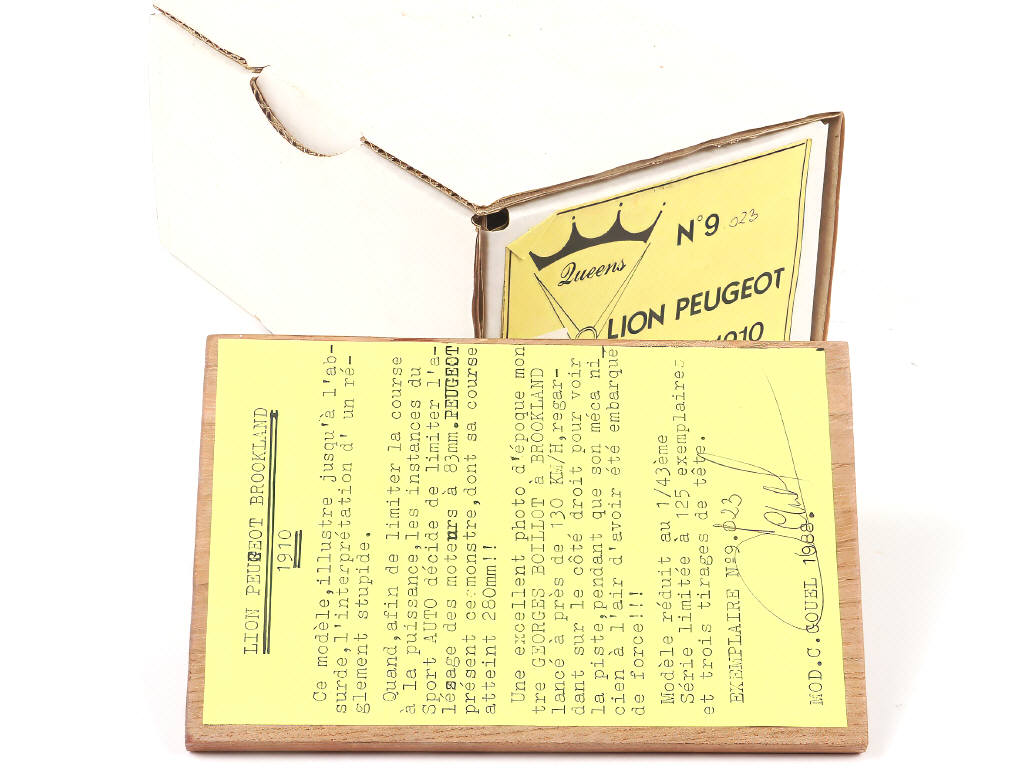 Queens
N°9 023
LION PEUGEOT
1910
LION PEUGEOT BROOKLAND
1910
Ce modèle,illustre jusqu'à l'ab-
surde,l'interprétation d' un ré-
glement stupide.
Quand,afin de limiter la course
à la puissance,les instances du
Sport AUTO décide de limiter l'a-
lesage des moteurs à 83mm.PEUGEOT
présent ce monstre,dont sa course
atteint 280mm!!
Une excellent photo d'époque mon
tre GEORGES BOILLOT à BROOKLAND
lancé à près de 130 Km/H,regar-
dant sur le côté droit pour voir
la piste,pendant que son méca ni-
cien à l'air d'avoir été embarqué
de force!!!
Modèle réduit au 1/43ème
Série limitée à 125 exemplaires
et trois tirages de tête.
EXEMPLAIRE N°9.023
MOD.C.GOUEL 1988.